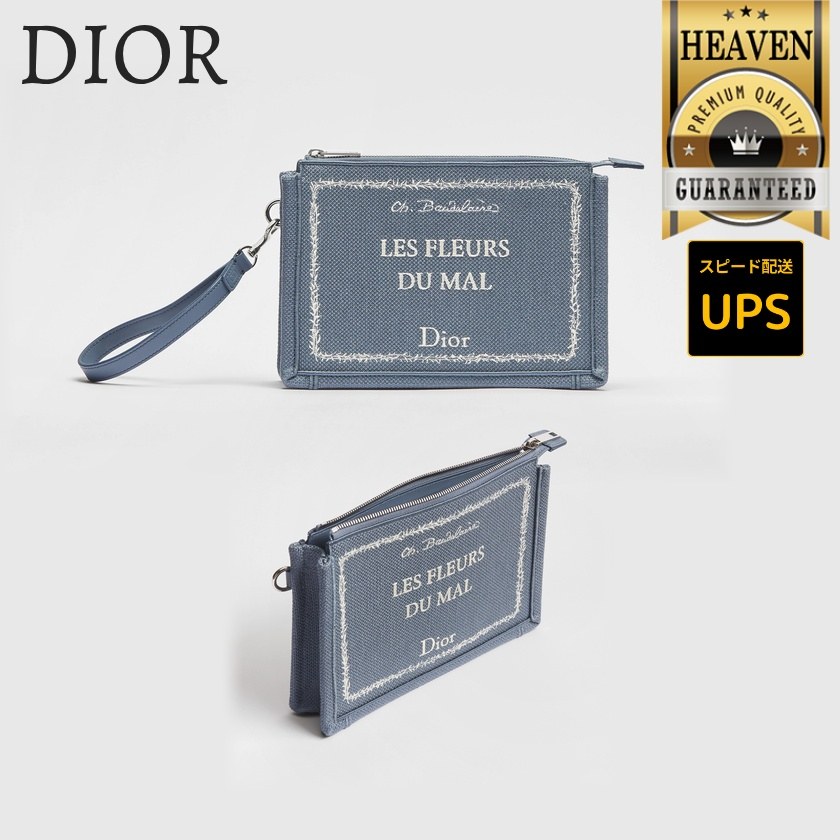 DIOR
HEAVEN
PREMIUM QUALITY
GUARANTEED
スピード配送
UPS
Ch. Baudelaire
LES FLEURS
DU MAL
Dior
Ch. Baudelaire
LES FLEURS
DU MAL
Dior